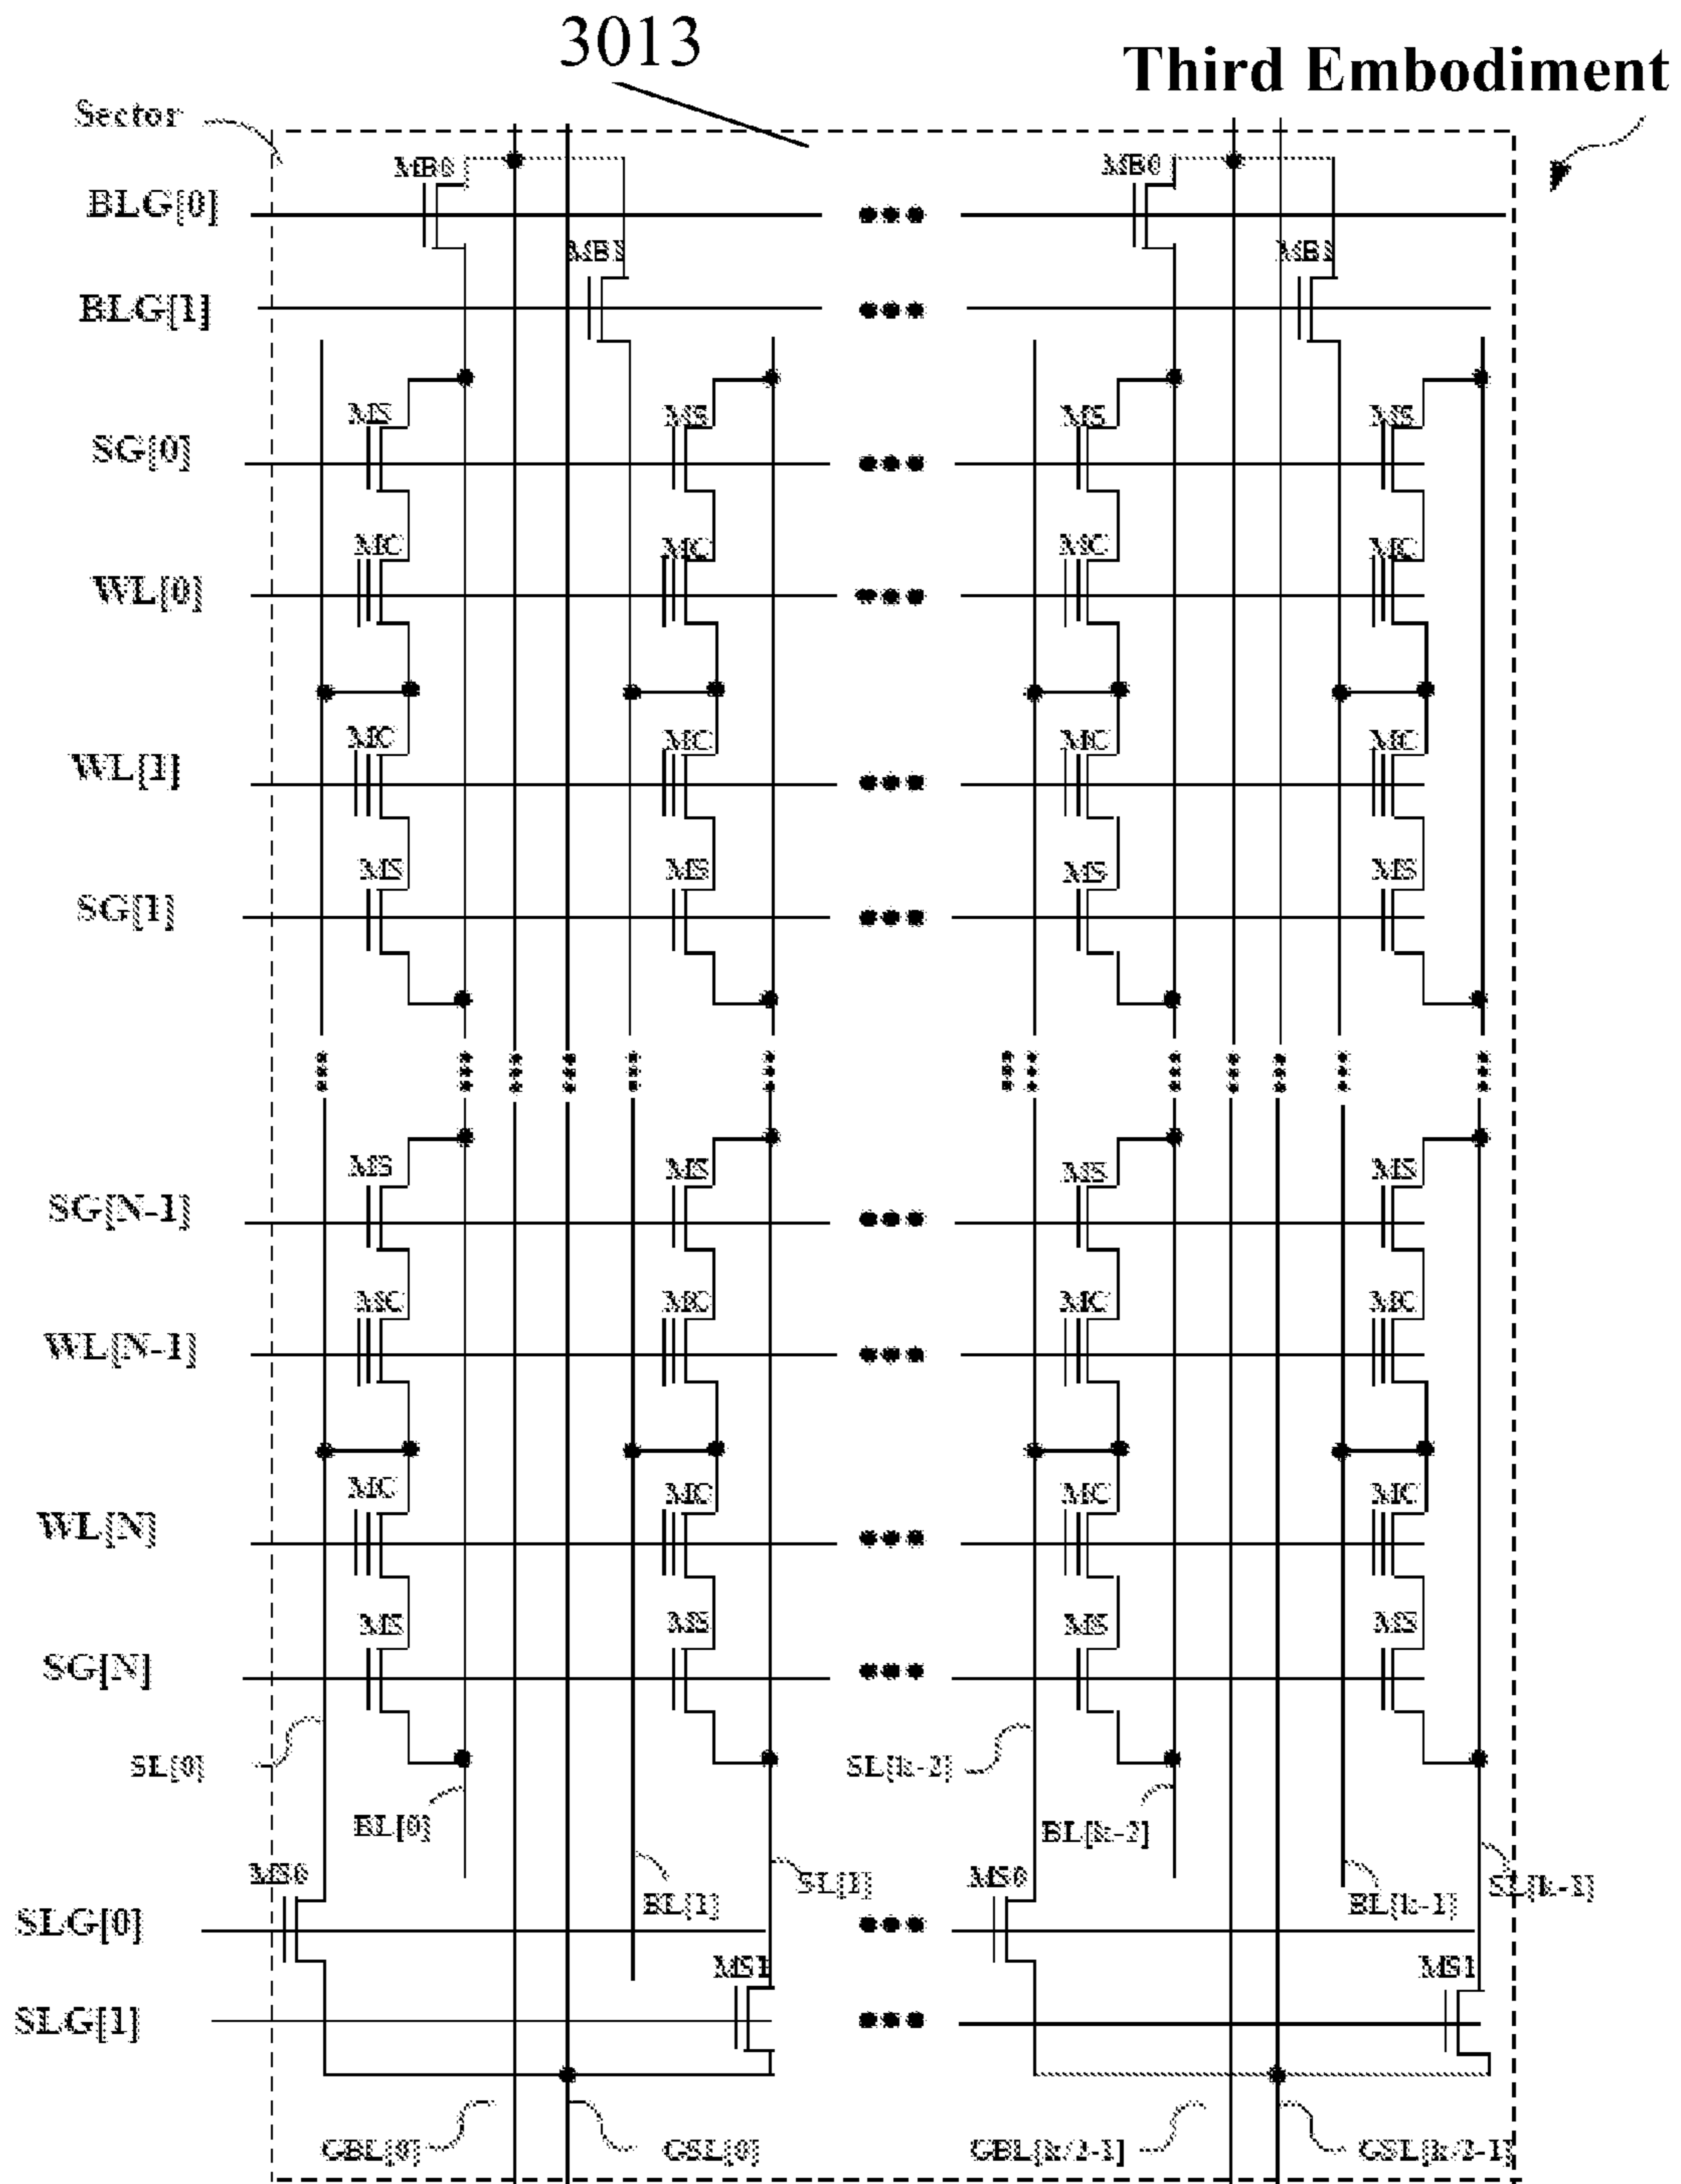 3013
Third Embodiment
Sector
MB0 MB0
BLG[0]
MB1 MB1
BLG[1]
MS MS MS MS
SG[0]
MC MC MC MC
WL[0]
MC MC MC MC
WL[1]
MS MS MS MS
SG[1]
MS MS MS MS
SG[N-1]
MC MC MC MC
WL[N-1]
MC MC MC MC
WL[N]
MS MS MS MS
SG[N]
SL[0] SL[k-2]
BL[0] BL[k-2]
MS0 SL[1] MS0 SL[k-1]
BL[1] BL[k-1]
SLG[0]
MS1 MS1
SLG[1]
GBL[0] GSL[0] GBL[k/2-1] GSL[k/2-1]